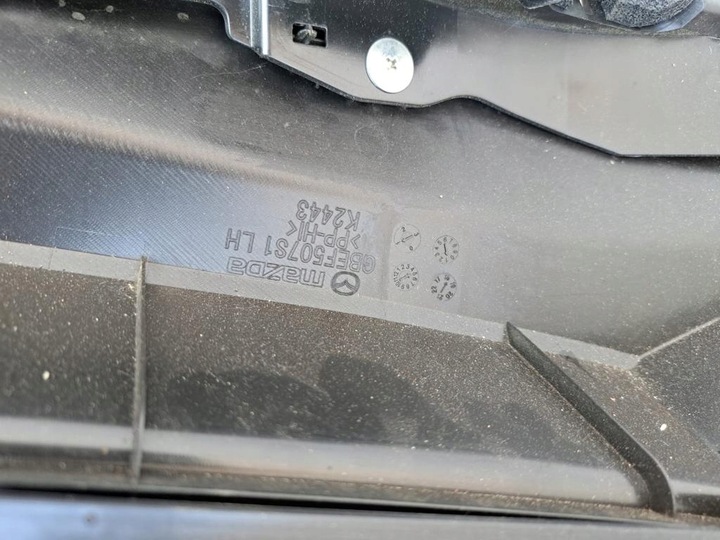 mazda
GBEF507S1 LH
>PP-HI<
K2443